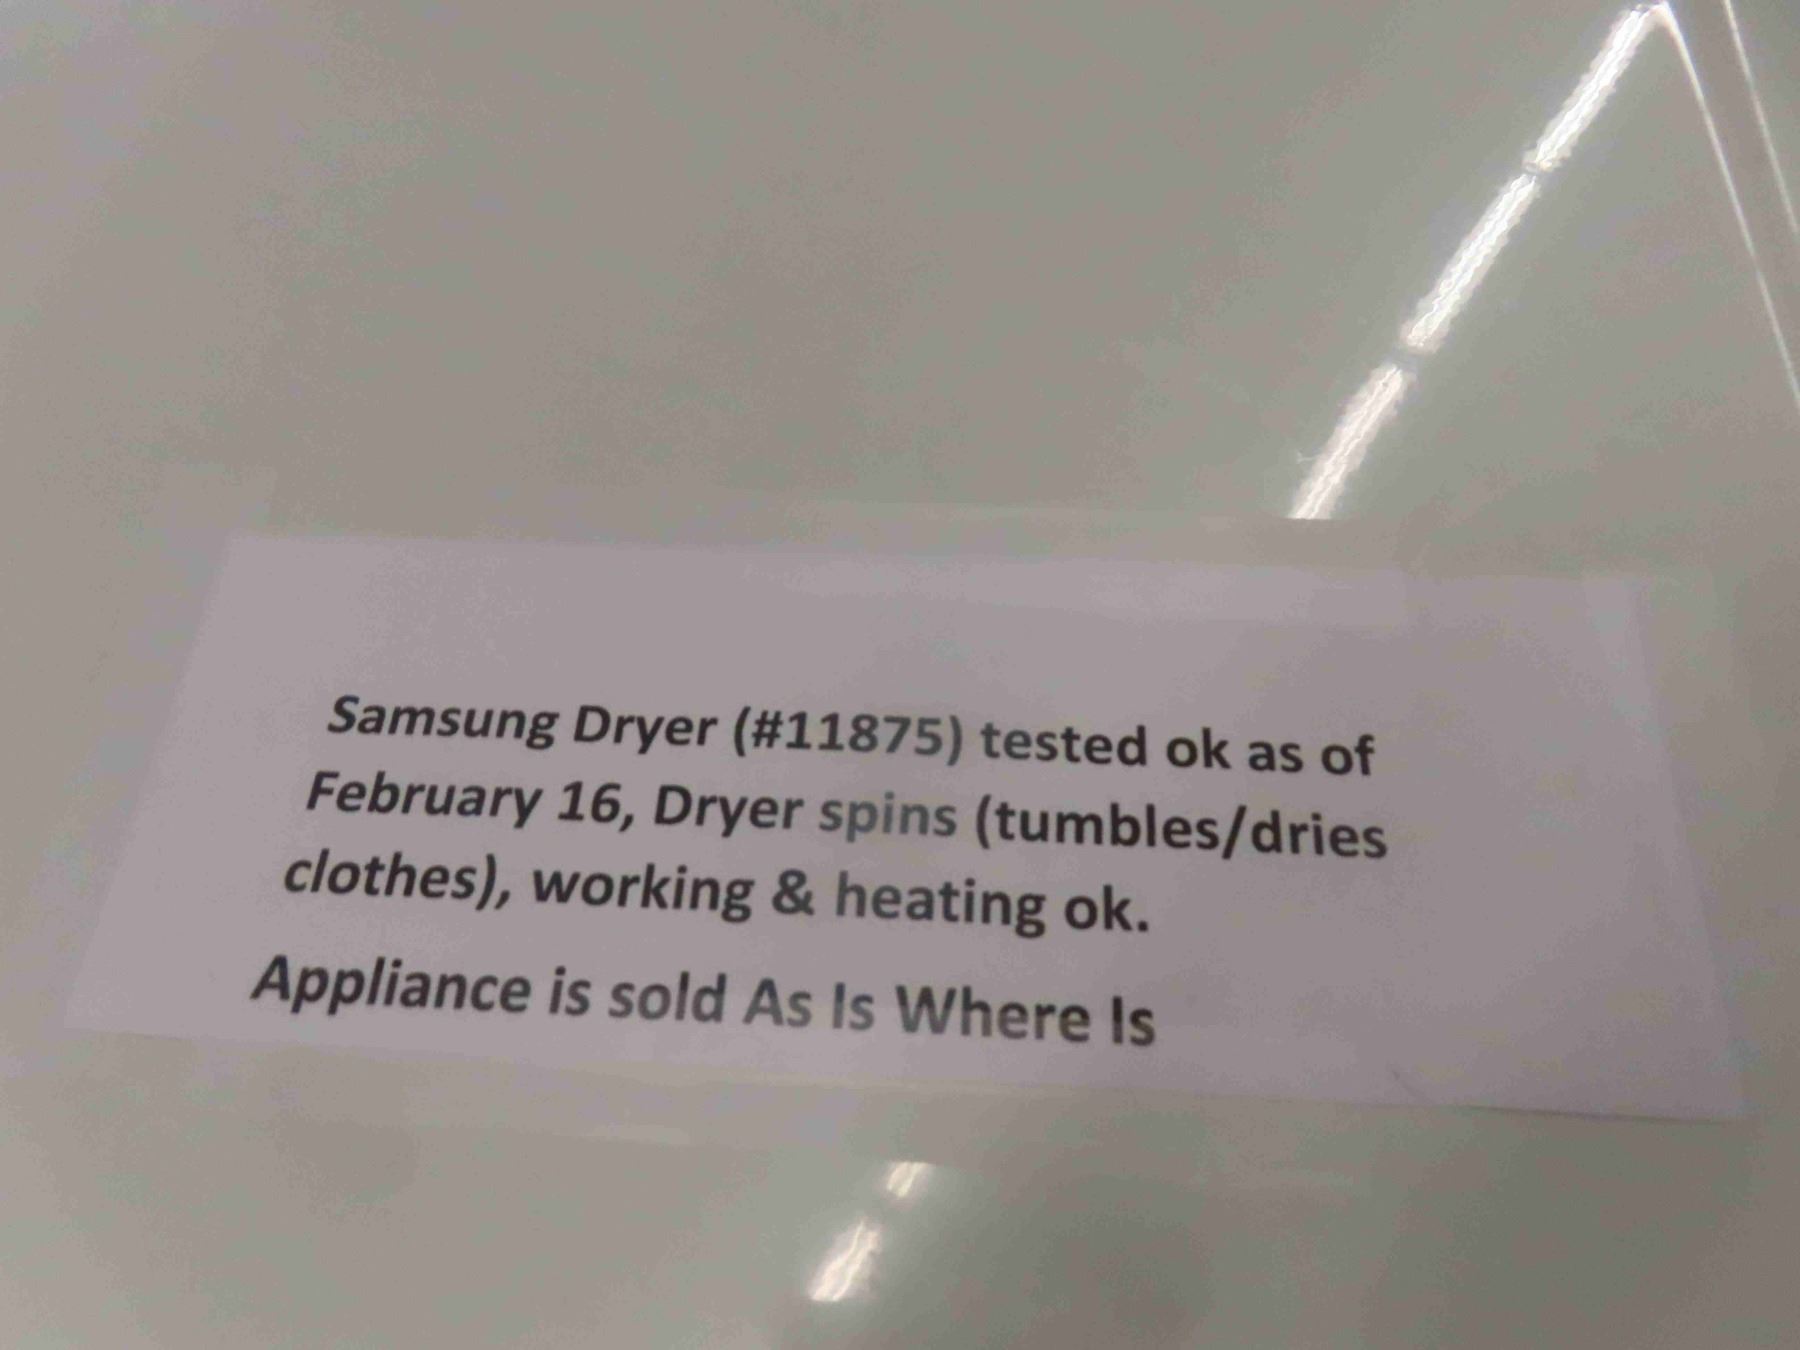 Samsung Dryer (#11875) tested ok as of
February 16, Dryer spins (tumbles/dries
clothes), working & heating ok.
Appliance is sold As Is Where Is